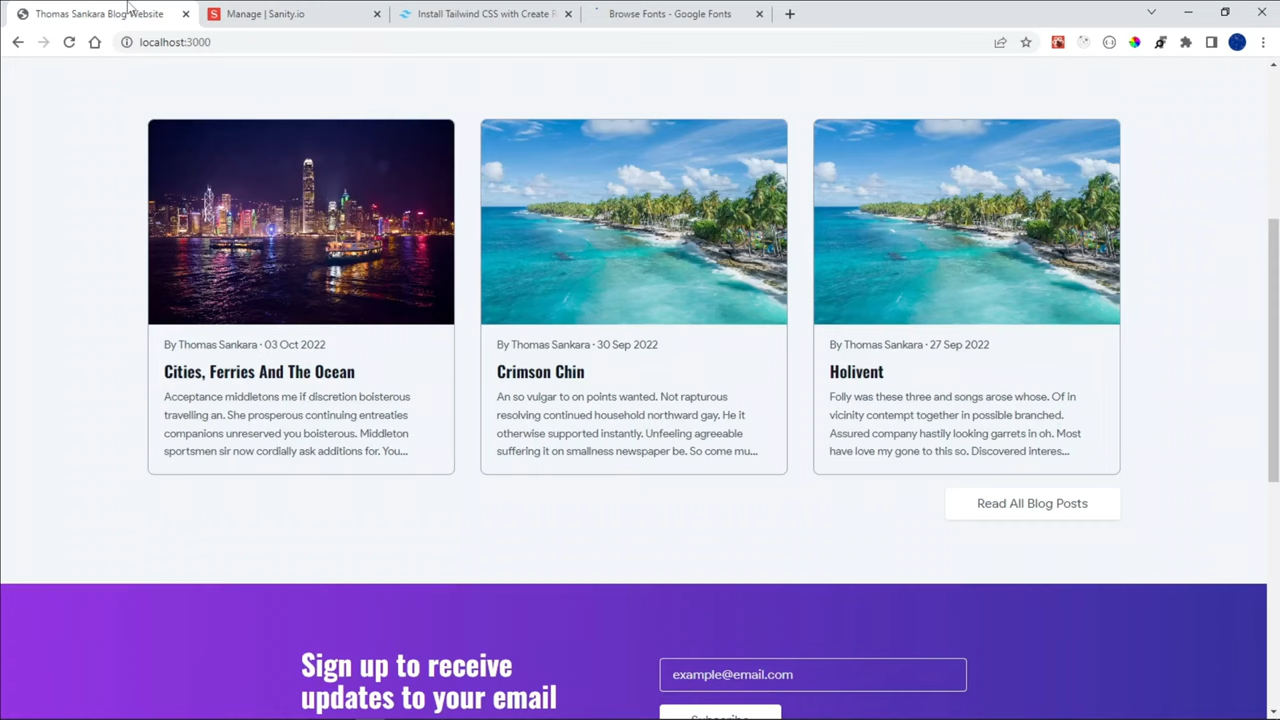 Thomas Sankara Blog Website
Manage | Sanity.io
Install Tailwind CSS with Create R
Browse Fonts - Google Fonts
localhost:3000
By Thomas Sankara · 03 Oct 2022
Cities, Ferries And The Ocean
Acceptance middletons me if discretion boisterous
travelling an. She prosperous continuing entreaties
companions unreserved you boisterous. Middleton
sportsmen sir now cordially ask additions for. You...
By Thomas Sankara · 30 Sep 2022
Crimson Chin
An so vulgar to on points wanted. Not rapturous
resolving continued household northward gay. He it
otherwise supported instantly. Unfeeling agreeable
suffering it on smallness newspaper be. So come mu...
By Thomas Sankara · 27 Sep 2022
Holivent
Folly was these three and songs arose whose. Of in
vicinity contempt together in possible branched.
Assured company hastily looking garrets in oh. Most
have love my gone to this so. Discovered interes...
Read All Blog Posts
Sign up to receive
updates to your email
example@email.com
Subscribe